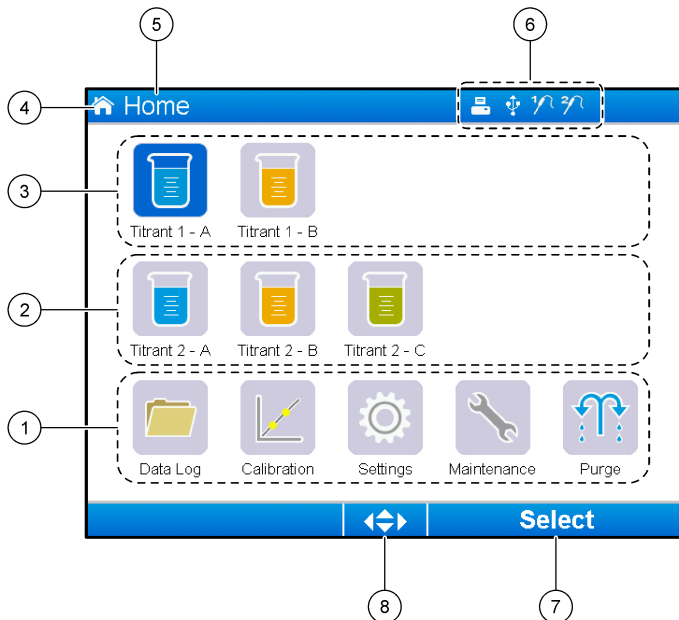 5 6
4 Home 1 2
3
Titrant 1 - A Titrant 1 - B
2
Titrant 2 - A Titrant 2 - B Titrant 2 - C
1
Data Log Calibration Settings Maintenance Purge
Select
8 7